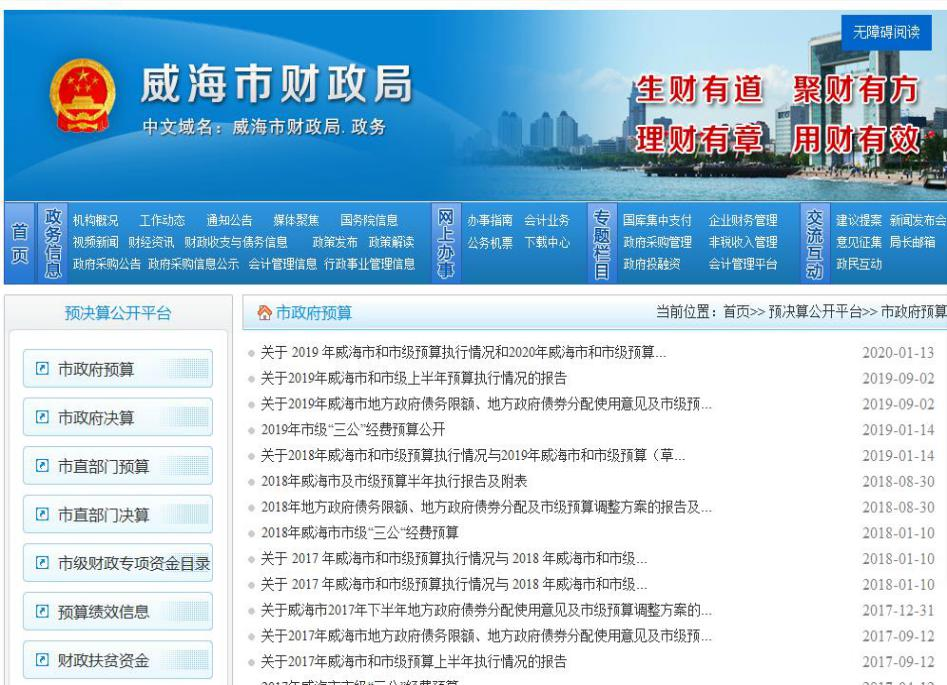 无障碍阅读
威海市财政局
中文域名：威海市财政局.政务
生财有道 聚财有方
理财有章 用财有效
首页
政务信息
机构概况 工作动态 通知公告 媒体聚焦 国务院信息
视频新闻 财经资讯 财政收支与债务信息 政策发布 政策解读
政府采购公告 政府采购信息公示 会计管理信息 行政事业管理信息
网上办事
办事指南 会计业务
公务机票 下载中心
专题栏目
国库集中支付 企业财务管理
政府采购管理 非税收入管理
政府投融资 会计管理平台
交流互动
建议提案 新闻发布会
意见征集 局长邮箱
政民互动
预决算公开平台
市政府预算
市政府决算
市直部门预算
市直部门决算
市级财政专项资金目录
预算绩效信息
财政扶贫资金
市政府预算
当前位置：首页>> 预决算公开平台>> 市政府预算
关于 2019 年威海市和市级预算执行情况和2020年威海市和市级预算... 2020-01-13
关于2019年威海市和市级上半年预算执行情况的报告 2019-09-02
关于2019年威海市地方政府债务限额、地方政府债券分配使用意见及市级预... 2019-09-02
2019年市级“三公”经费预算公开 2019-01-14
关于2018年威海市和市级预算执行情况与2019年威海市和市级预算（草... 2019-01-14
2018年威海市及市级预算半年执行报告及附表 2018-08-30
2018年地方政府债务限额、地方政府债券分配及市级预算调整方案的报告及... 2018-08-30
2018年威海市市级“三公“经费预算 2018-01-10
关于 2017 年威海市和市级预算执行情况与 2018 年威海市和市级... 2018-01-10
关于 2017 年威海市和市级预算执行情况与 2018 年威海市和市级... 2018-01-10
关于威海市2017年下半年地方政府债券分配使用意见及市级预算调整方案的... 2017-12-31
关于2017年威海市地方政府债务限额、地方政府债券分配使用意见及市级预... 2017-09-12
关于2017年威海市和市级预算上半年执行情况的报告 2017-09-12